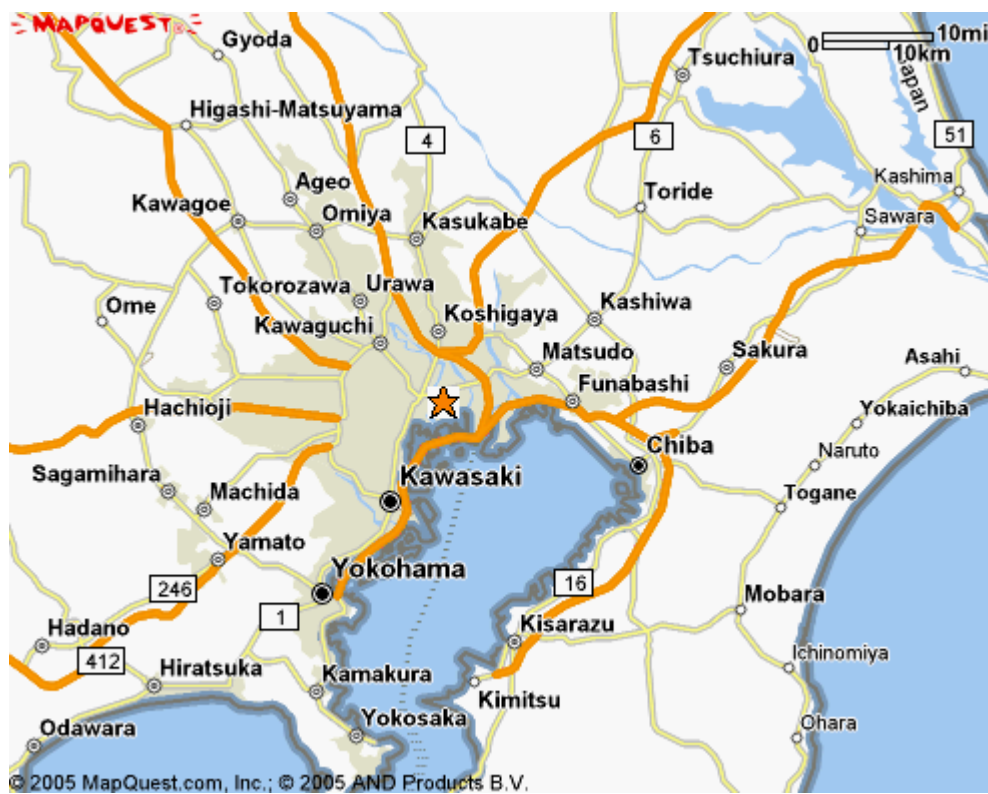 MAPQUEST
Gyoda
Tsuchiura
0 10mi
10km
Japan
Higashi-Matsuyama
4
6
51
Ageo
Kashima
Kawagoe
Omiya
Kasukabe
Toride
Sawara
Tokorozawa
Urawa
Ome
Koshigaya
Kashiwa
Kawaguchi
Matsudo
Sakura
Asahi
Funabashi
Hachioji
Yokaichiba
Chiba
Naruto
Sagamihara
Kawasaki
Machida
Togane
Yamato
Yokohama
246
16
1
Mobara
Hadano
Kisarazu
412
Hiratsuka
Kamakura
Ichinomiya
Kimitsu
Odawara
Yokosaka
Ohara
© 2005 MapQuest.com, Inc.; © 2005 AND Products B.V.